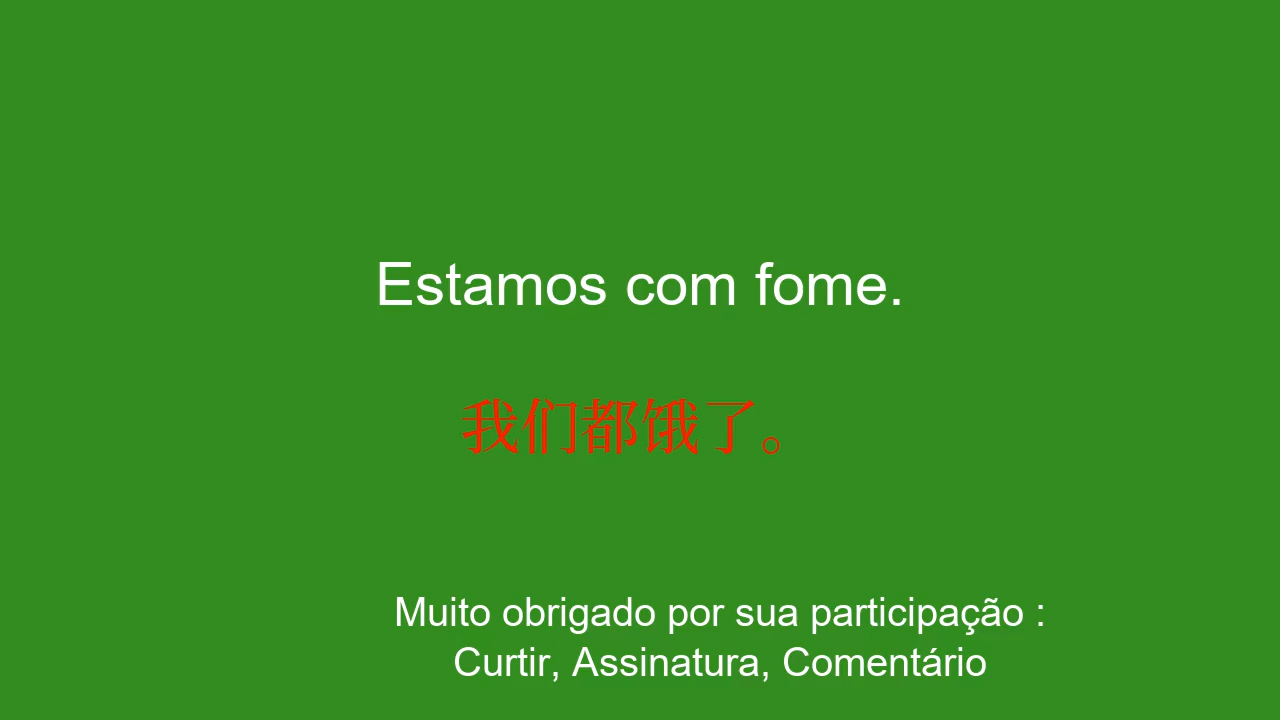 Estamos com fome.
我们都饿了。
Muito obrigado por sua participação :
Curtir, Assinatura, Comentário